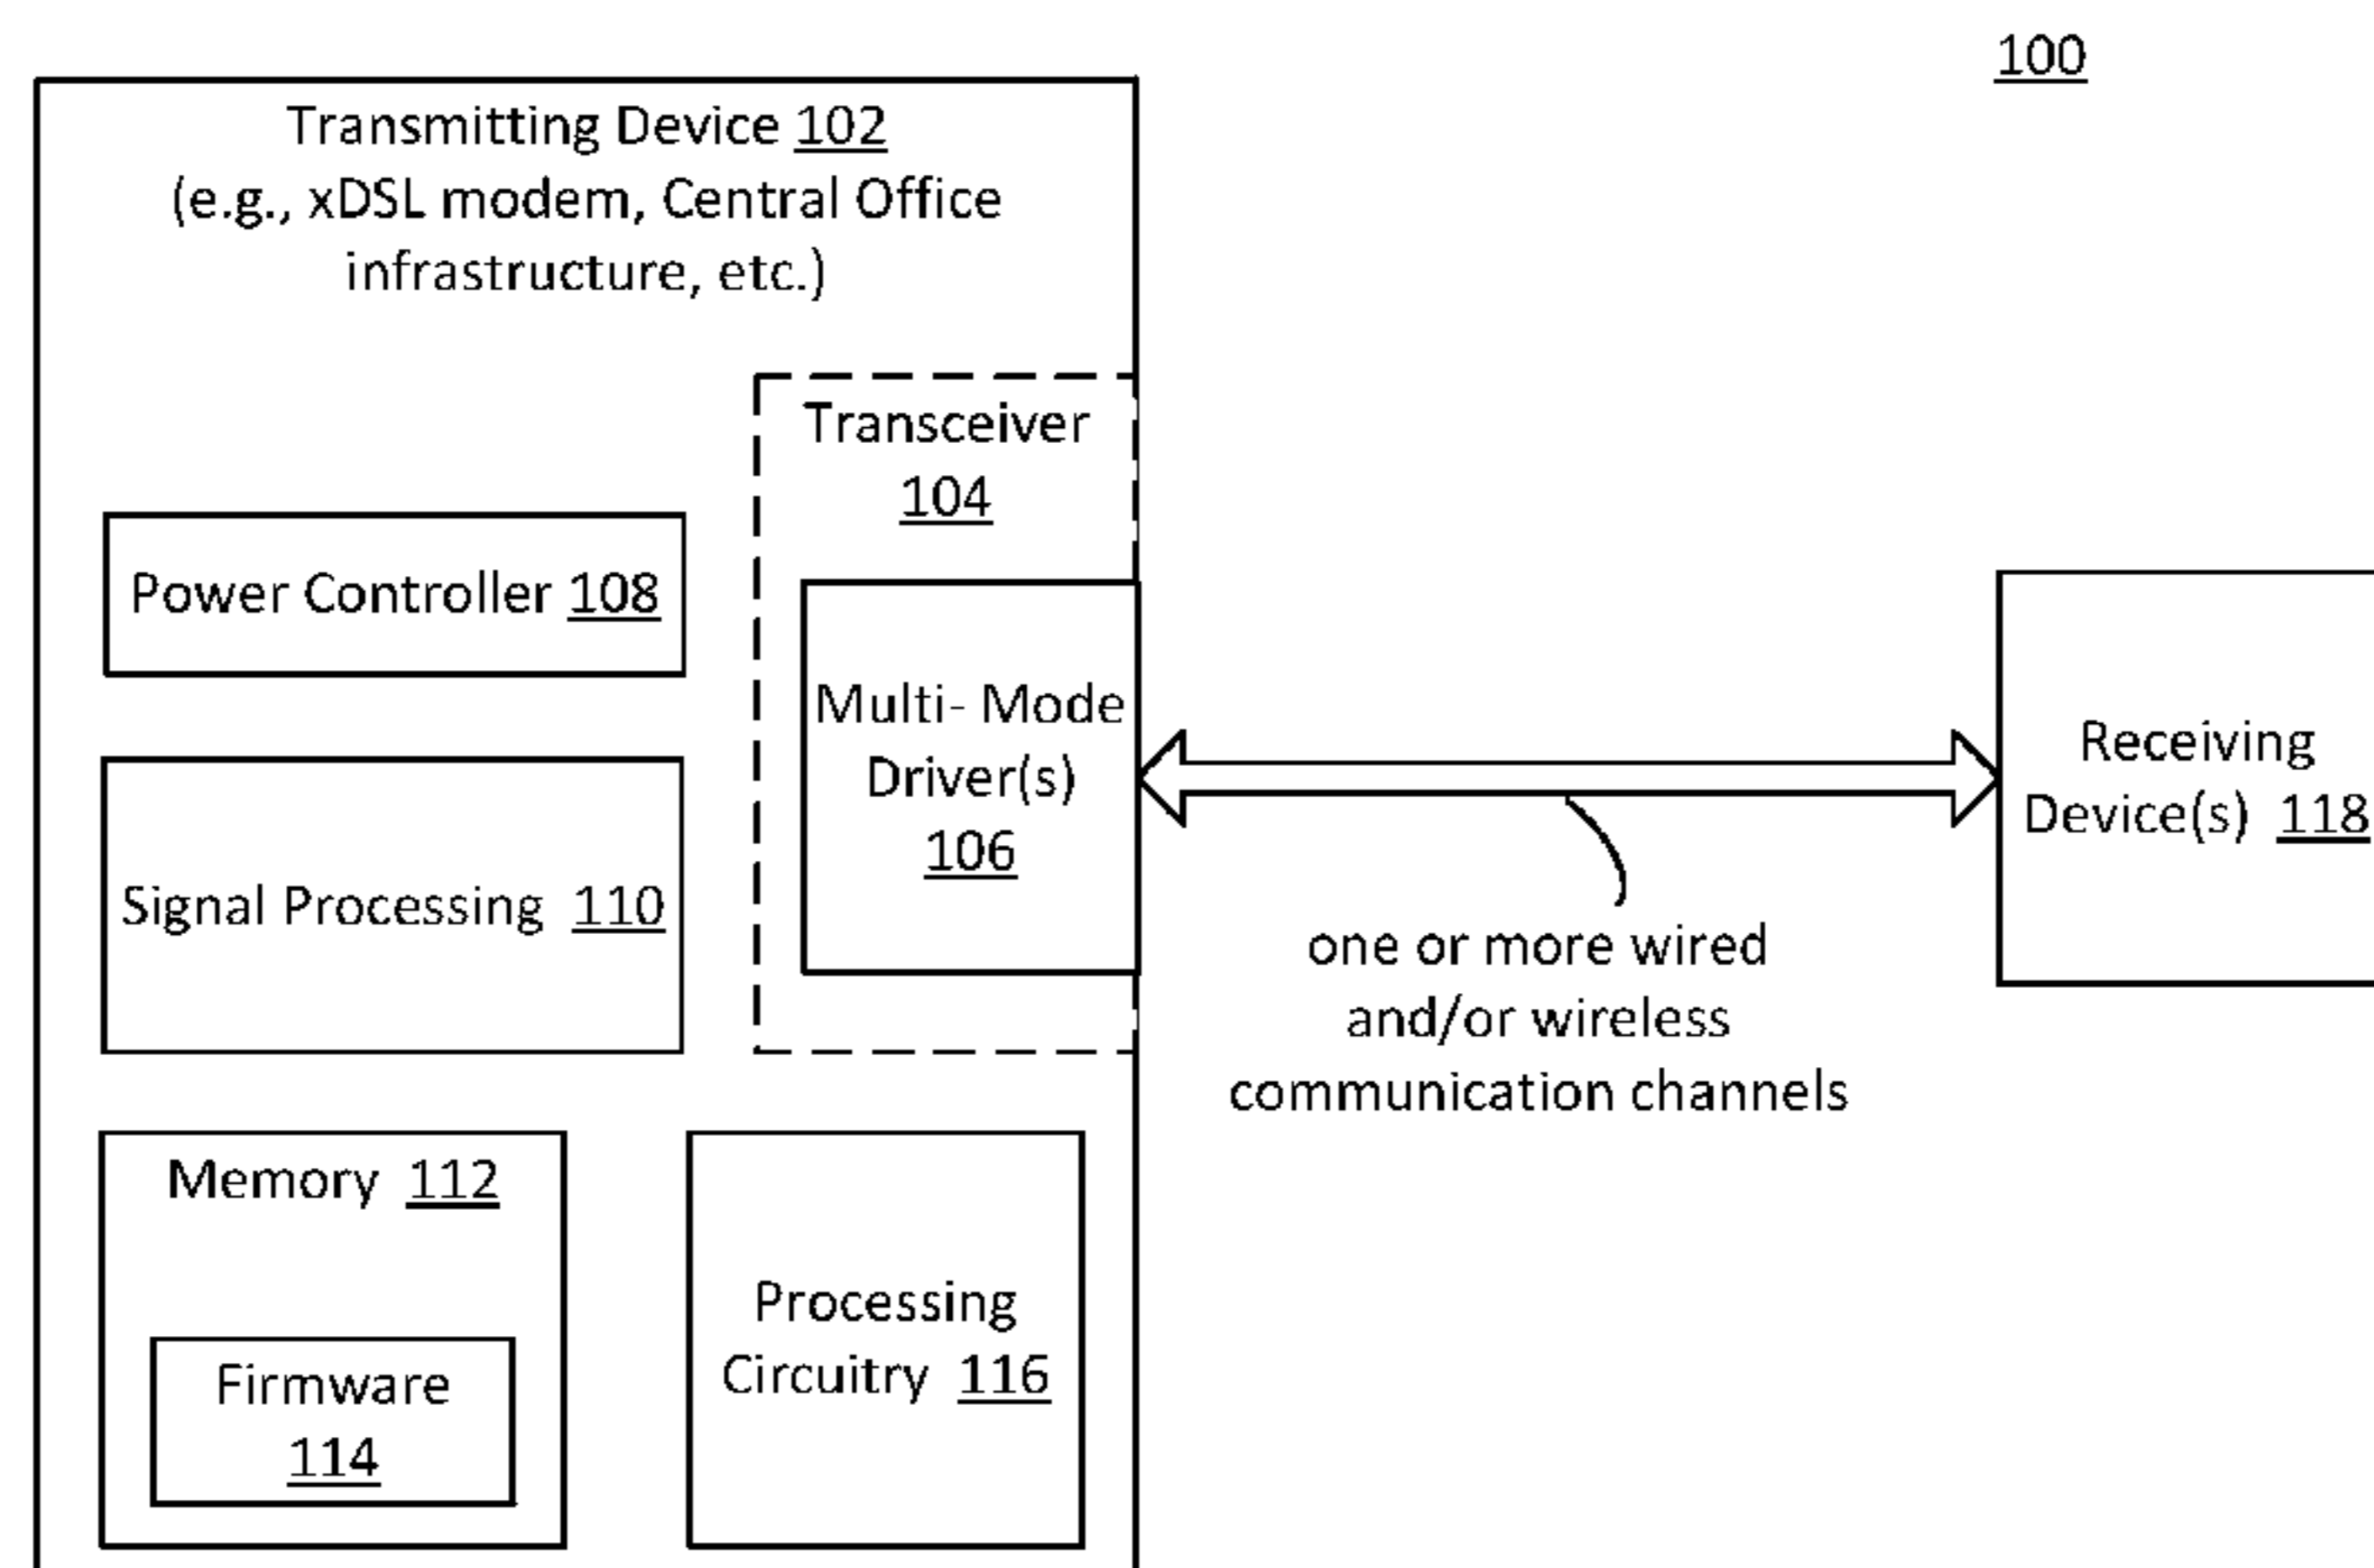 100
Transmitting Device 102
(e.g., xDSL modem, Central Office
infrastructure, etc.)
Transceiver
104
Power Controller 108
Multi- Mode
Driver(s)
106
Signal Processing 110
Receiving
Device(s) 118
one or more wired
and/or wireless
communication channels
Memory 112
Firmware
114
Processing
Circuitry 116